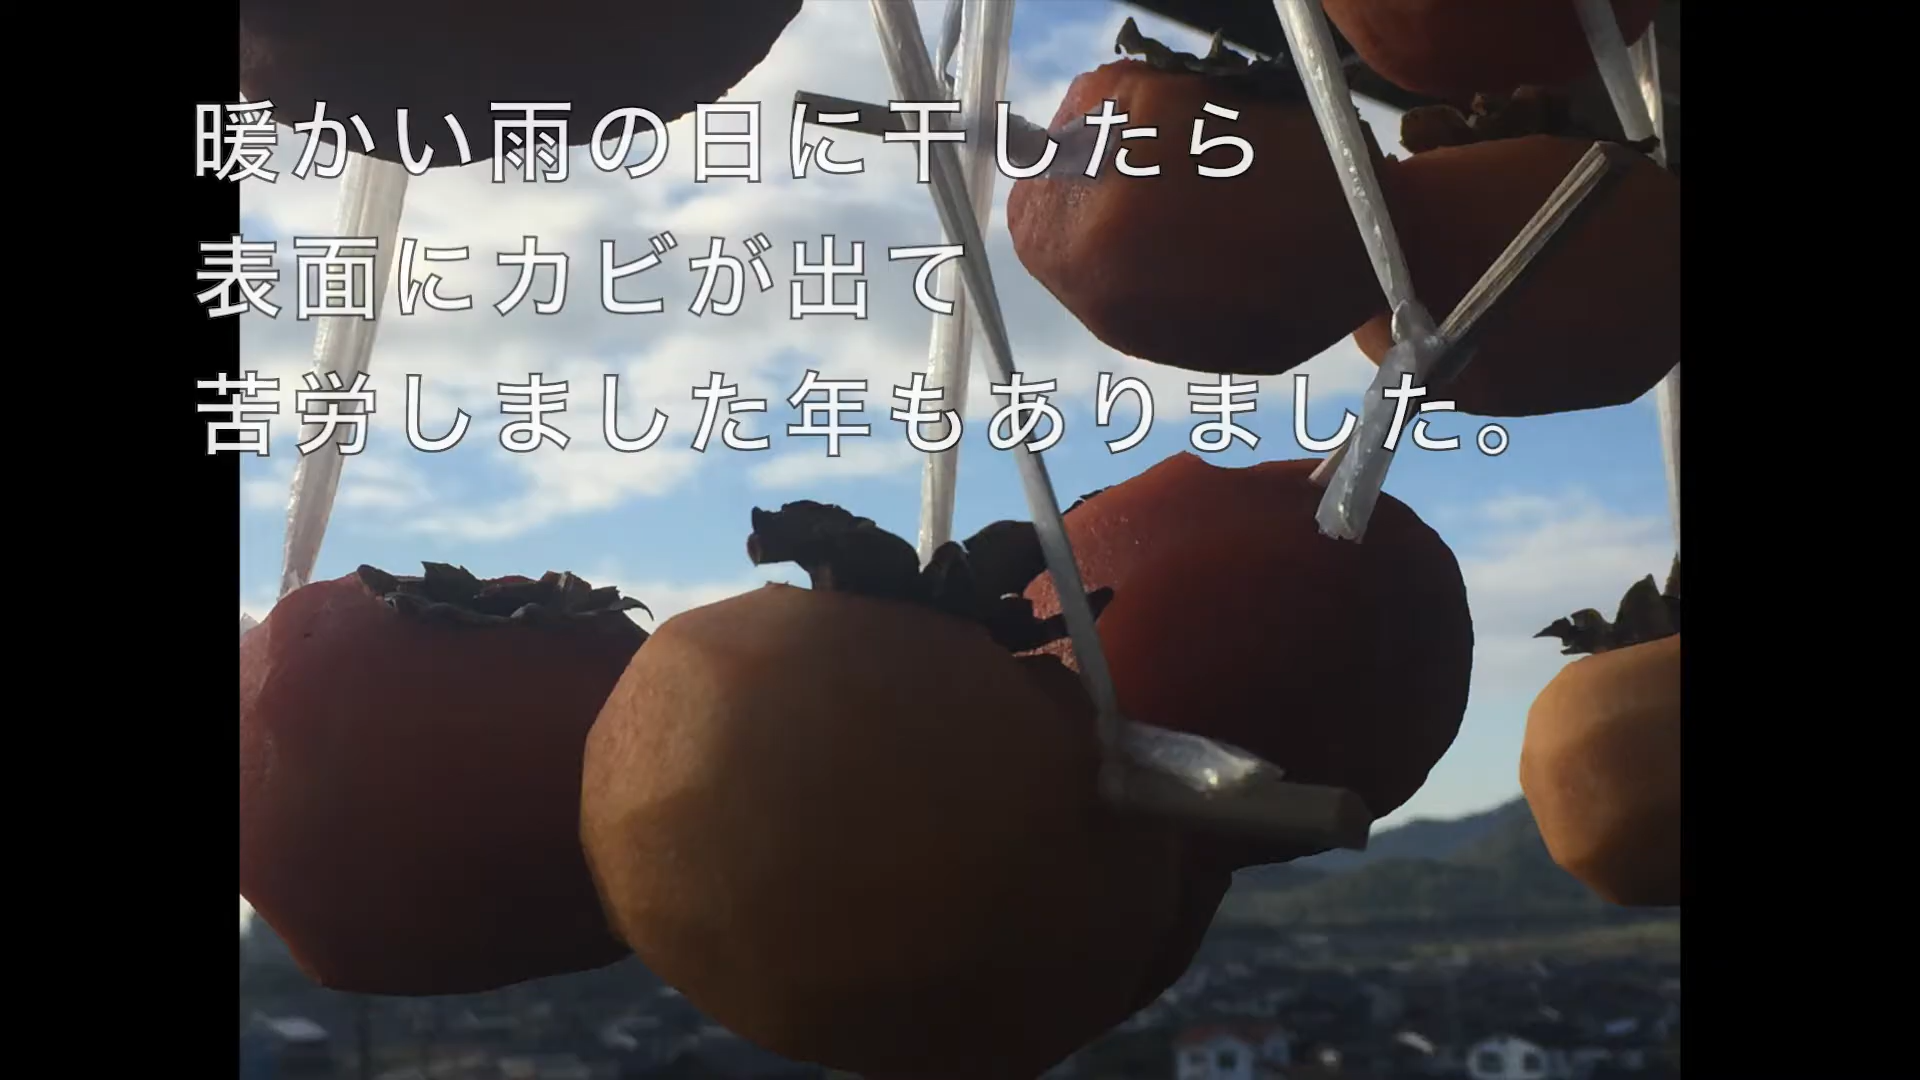 暖かい雨の日に干したら
表面にカビが出て
苦労しました年もありました。